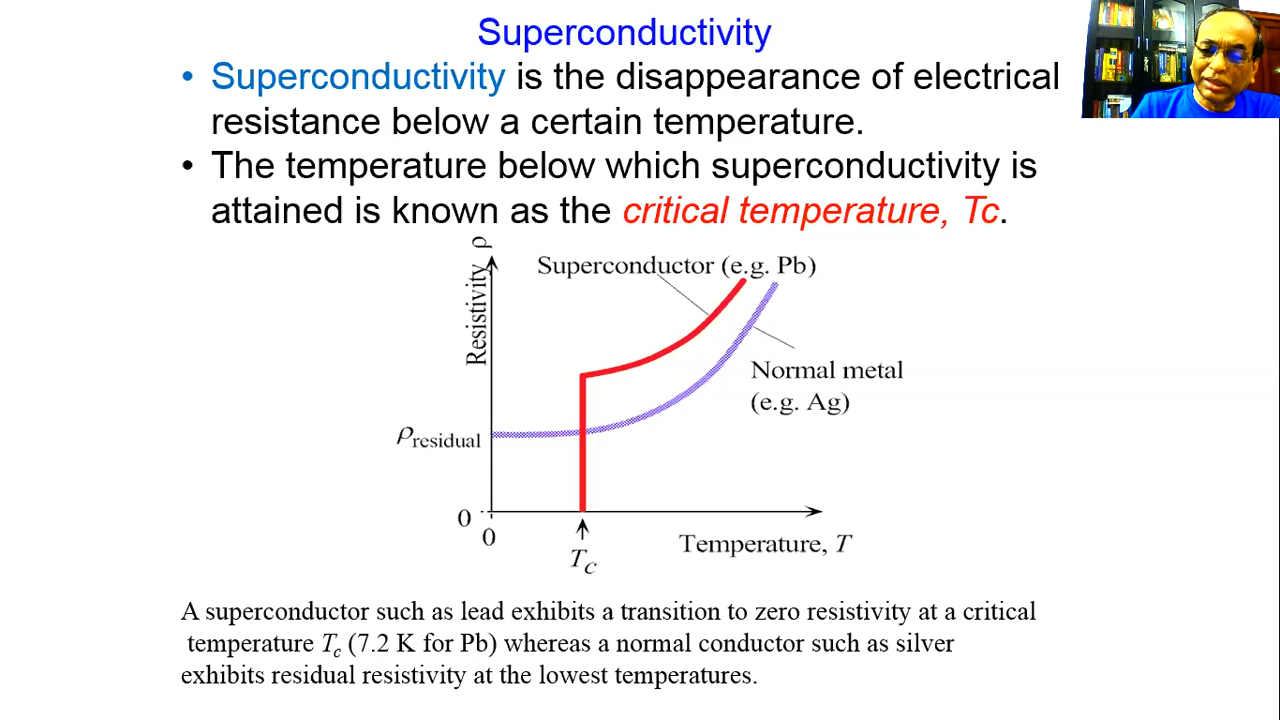 Superconductivity
• Superconductivity is the disappearance of electrical
resistance below a certain temperature.
• The temperature below which superconductivity is
attained is known as the critical temperature, Tc.
Resistivity ρ
Superconductor (e.g. Pb)
Normal metal
(e.g. Ag)
ρresidual
0
0
Tc
Temperature, T
A superconductor such as lead exhibits a transition to zero resistivity at a critical
temperature Tc (7.2 K for Pb) whereas a normal conductor such as silver
exhibits residual resistivity at the lowest temperatures.